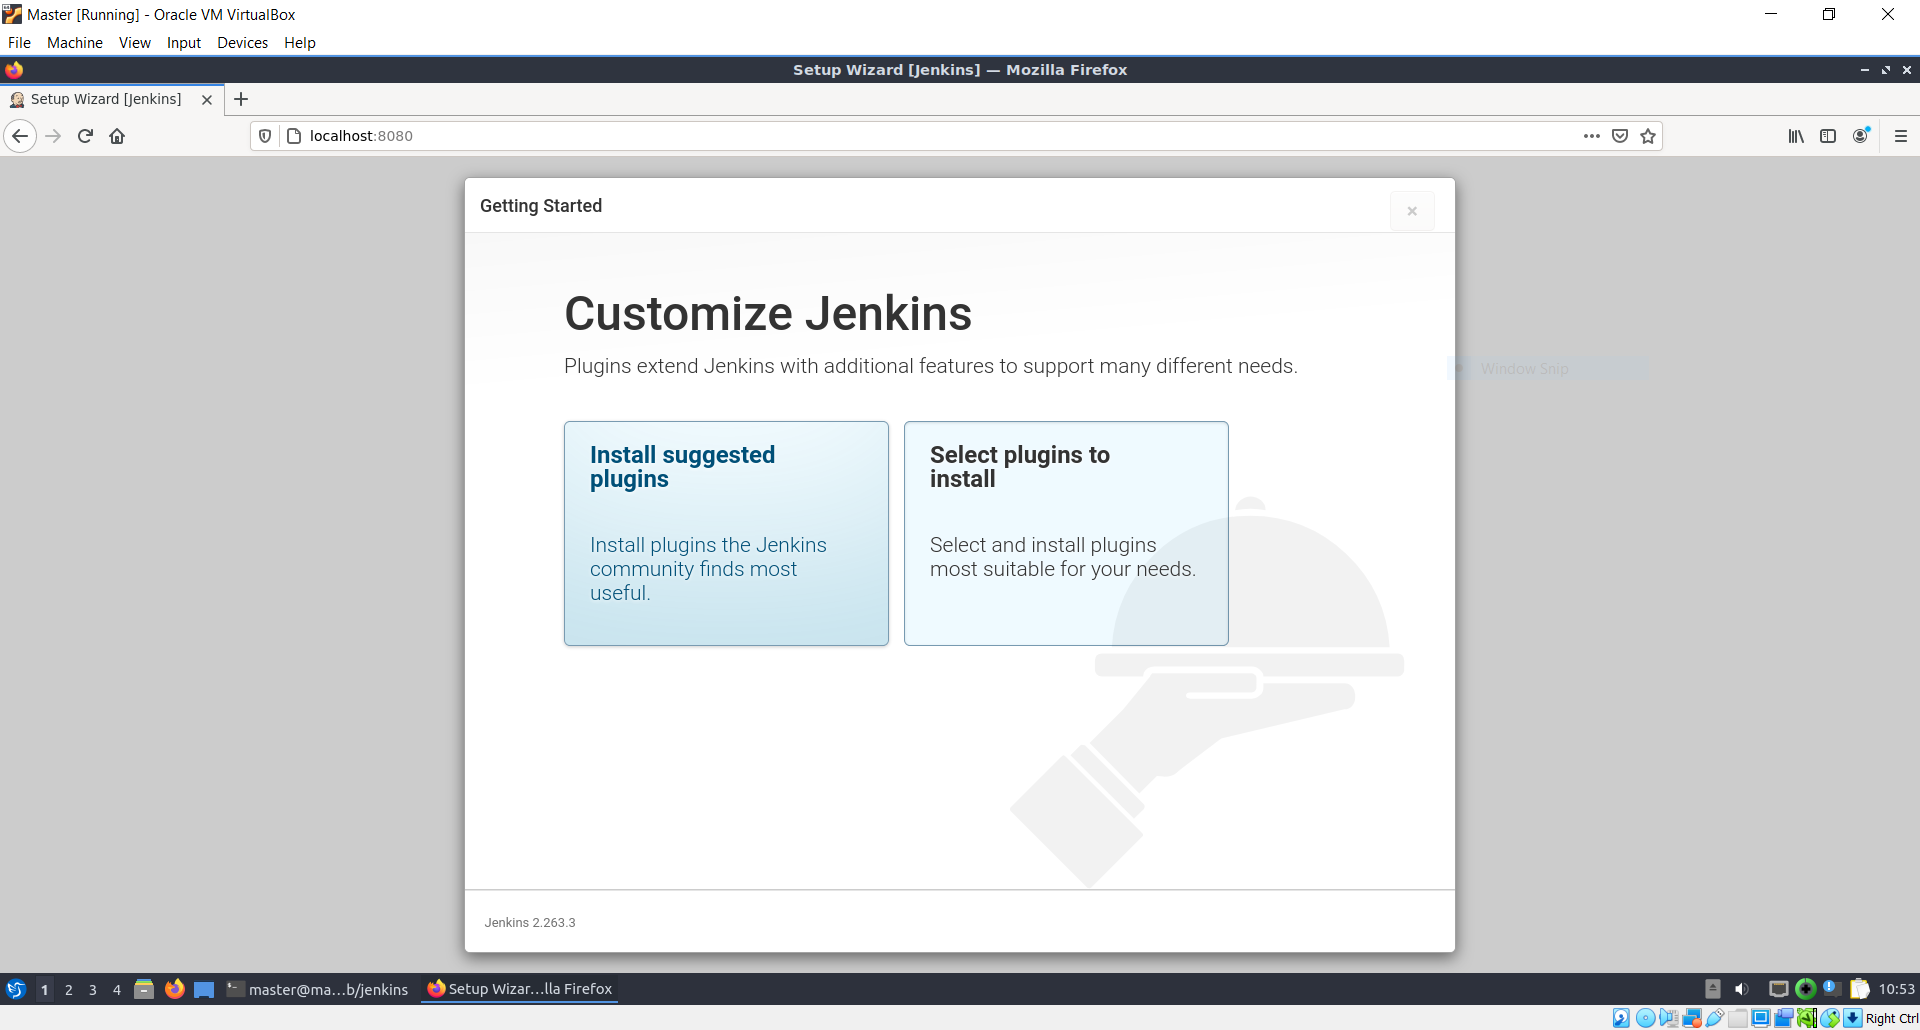 Master [Running] - Oracle VM VirtualBox
File Machine View Input Devices Help
Setup Wizard [Jenkins] — Mozilla Firefox
Setup Wizard [Jenkins]
localhost:8080
Getting Started
Customize Jenkins
Plugins extend Jenkins with additional features to support many different needs.
Window Snip
Install suggested
plugins
Install plugins the Jenkins
community finds most
useful.
Select plugins to
install
Select and install plugins
most suitable for your needs.
Jenkins 2.263.3
1 2 3 4 master@ma...b/jenkins Setup Wizar...lla Firefox 10:53
Right Ctrl